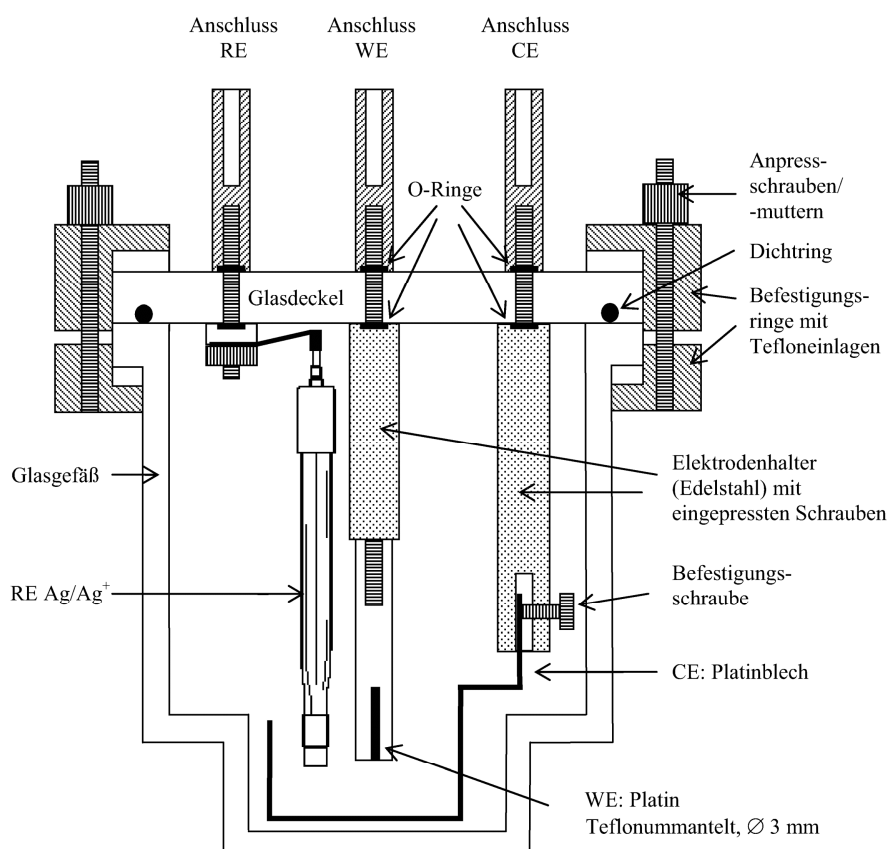 Anschluss
RE
Anschluss
WE
Anschluss
CE
O-Ringe
Anpress-
schrauben/
-muttern
Dichtring
Glasdeckel
Befestigungs-
ringe mit
Tefloneinlagen
Glasgefäß
Elektrodenhalter
(Edelstahl) mit
eingepressten Schrauben
RE Ag/Ag⁺
Befestigungs-
schraube
CE: Platinblech
WE: Platin
Teflonummantelt, ∅ 3 mm